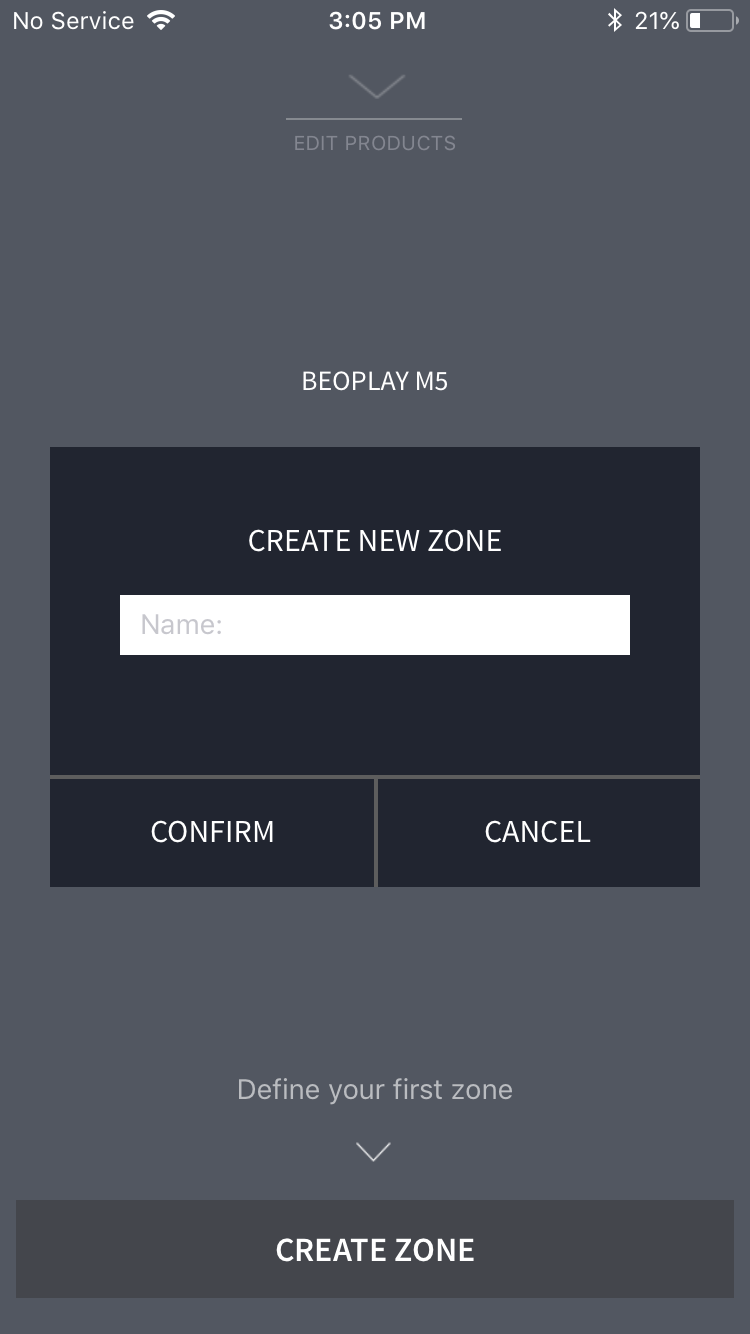 No Service 3:05 PM 21%
EDIT PRODUCTS
BEOPLAY M5
CREATE NEW ZONE
Name:
CONFIRM CANCEL
Define your first zone
CREATE ZONE